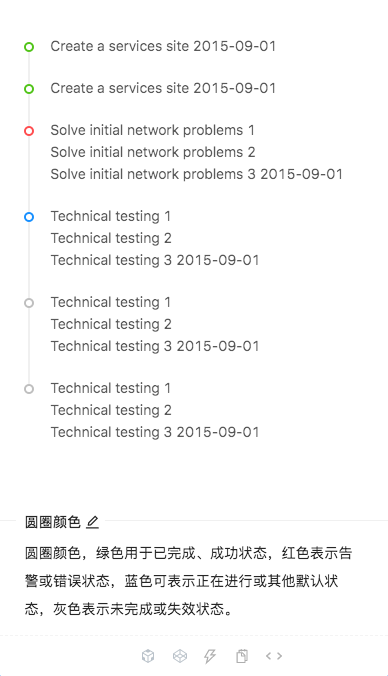 Create a services site 2015-09-01
Create a services site 2015-09-01
Solve initial network problems 1
Solve initial network problems 2
Solve initial network problems 3 2015-09-01
Technical testing 1
Technical testing 2
Technical testing 3 2015-09-01
Technical testing 1
Technical testing 2
Technical testing 3 2015-09-01
Technical testing 1
Technical testing 2
Technical testing 3 2015-09-01
圆圈颜色
圆圈颜色，绿色用于已完成、成功状态，红色表示告
警或错误状态，蓝色可表示正在进行或其他默认状
态，灰色表示未完成或失效状态。